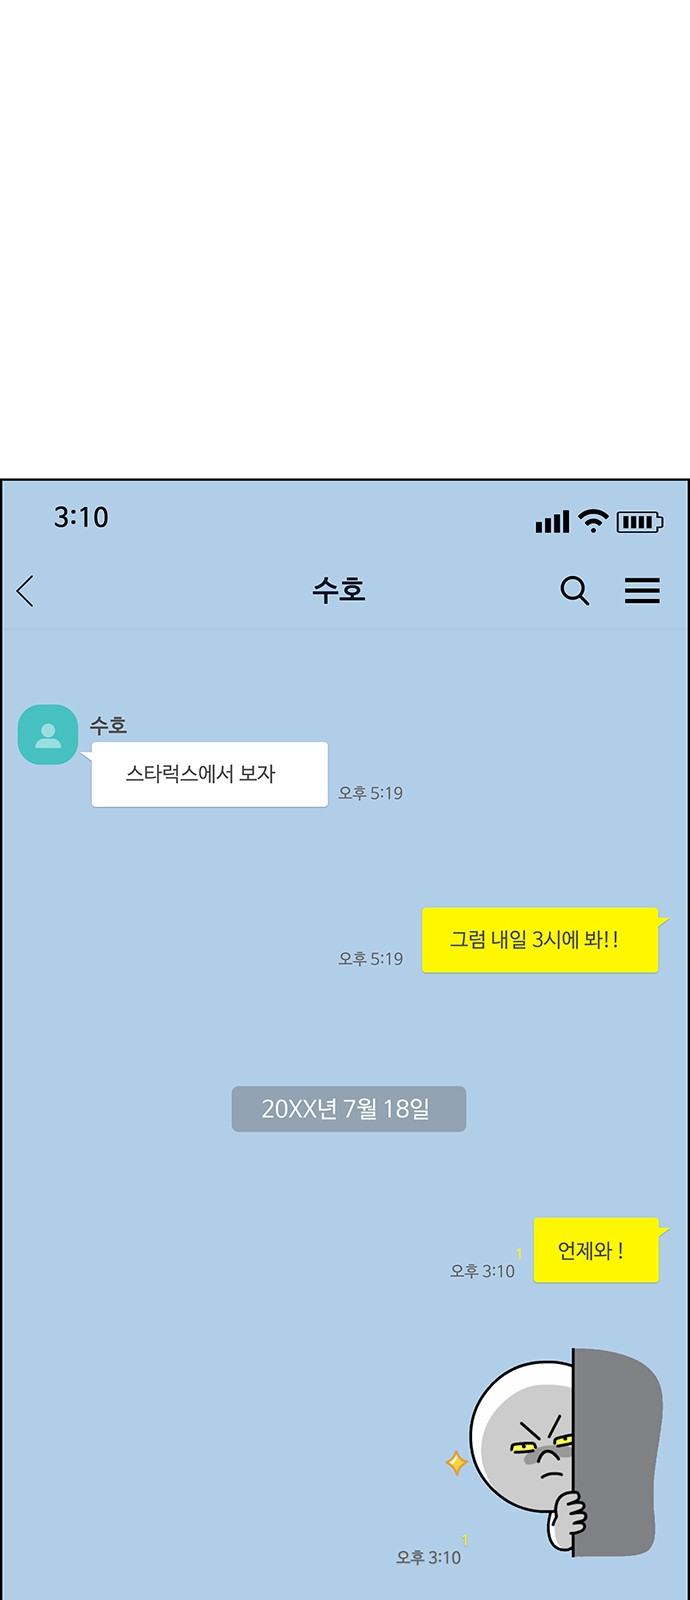 3:10
수호
수호
스타럭스에서 보자
오후 5:19
그럼 내일 3시에 봐!!
오후 5:19
20XX년 7월 18일
언제와 !
1
오후 3:10
1
오후 3:10